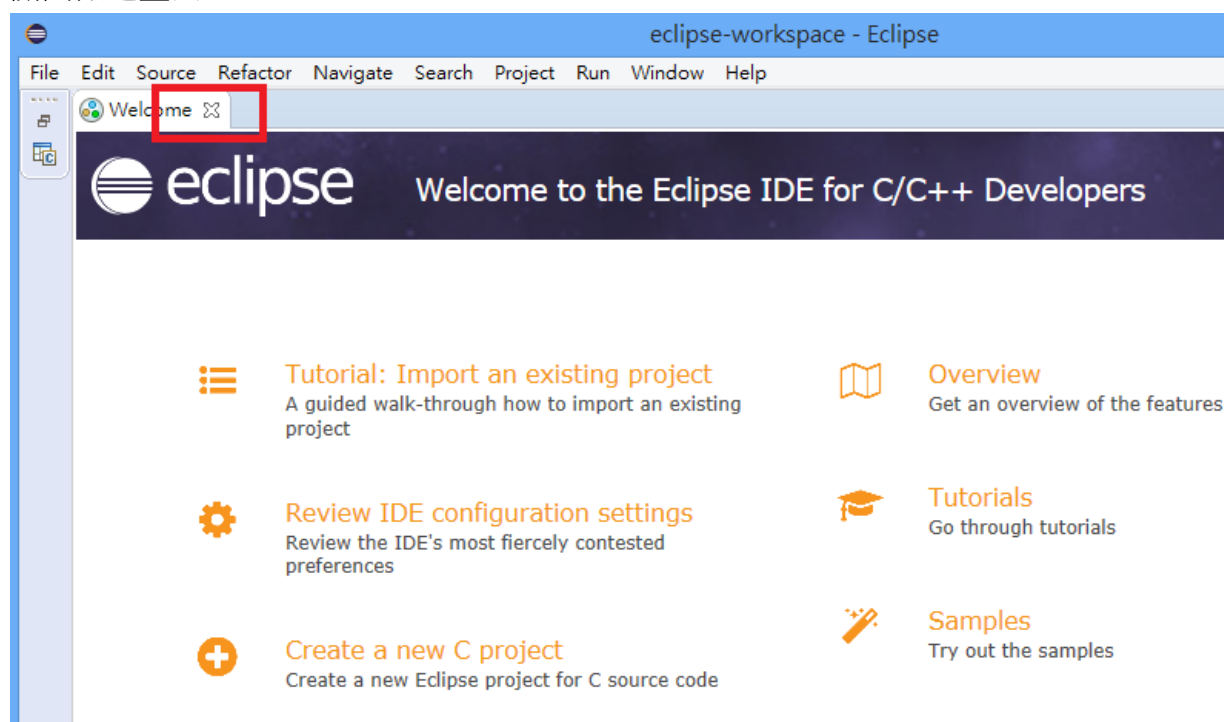 eclipse-workspace - Eclipse
File Edit Source Refactor Navigate Search Project Run Window Help
Welcome
eclipse Welcome to the Eclipse IDE for C/C++ Developers
Tutorial: Import an existing project
A guided walk-through how to import an existing
project
Overview
Get an overview of the features
Review IDE configuration settings
Review the IDE's most fiercely contested
preferences
Tutorials
Go through tutorials
Create a new C project
Create a new Eclipse project for C source code
Samples
Try out the samples